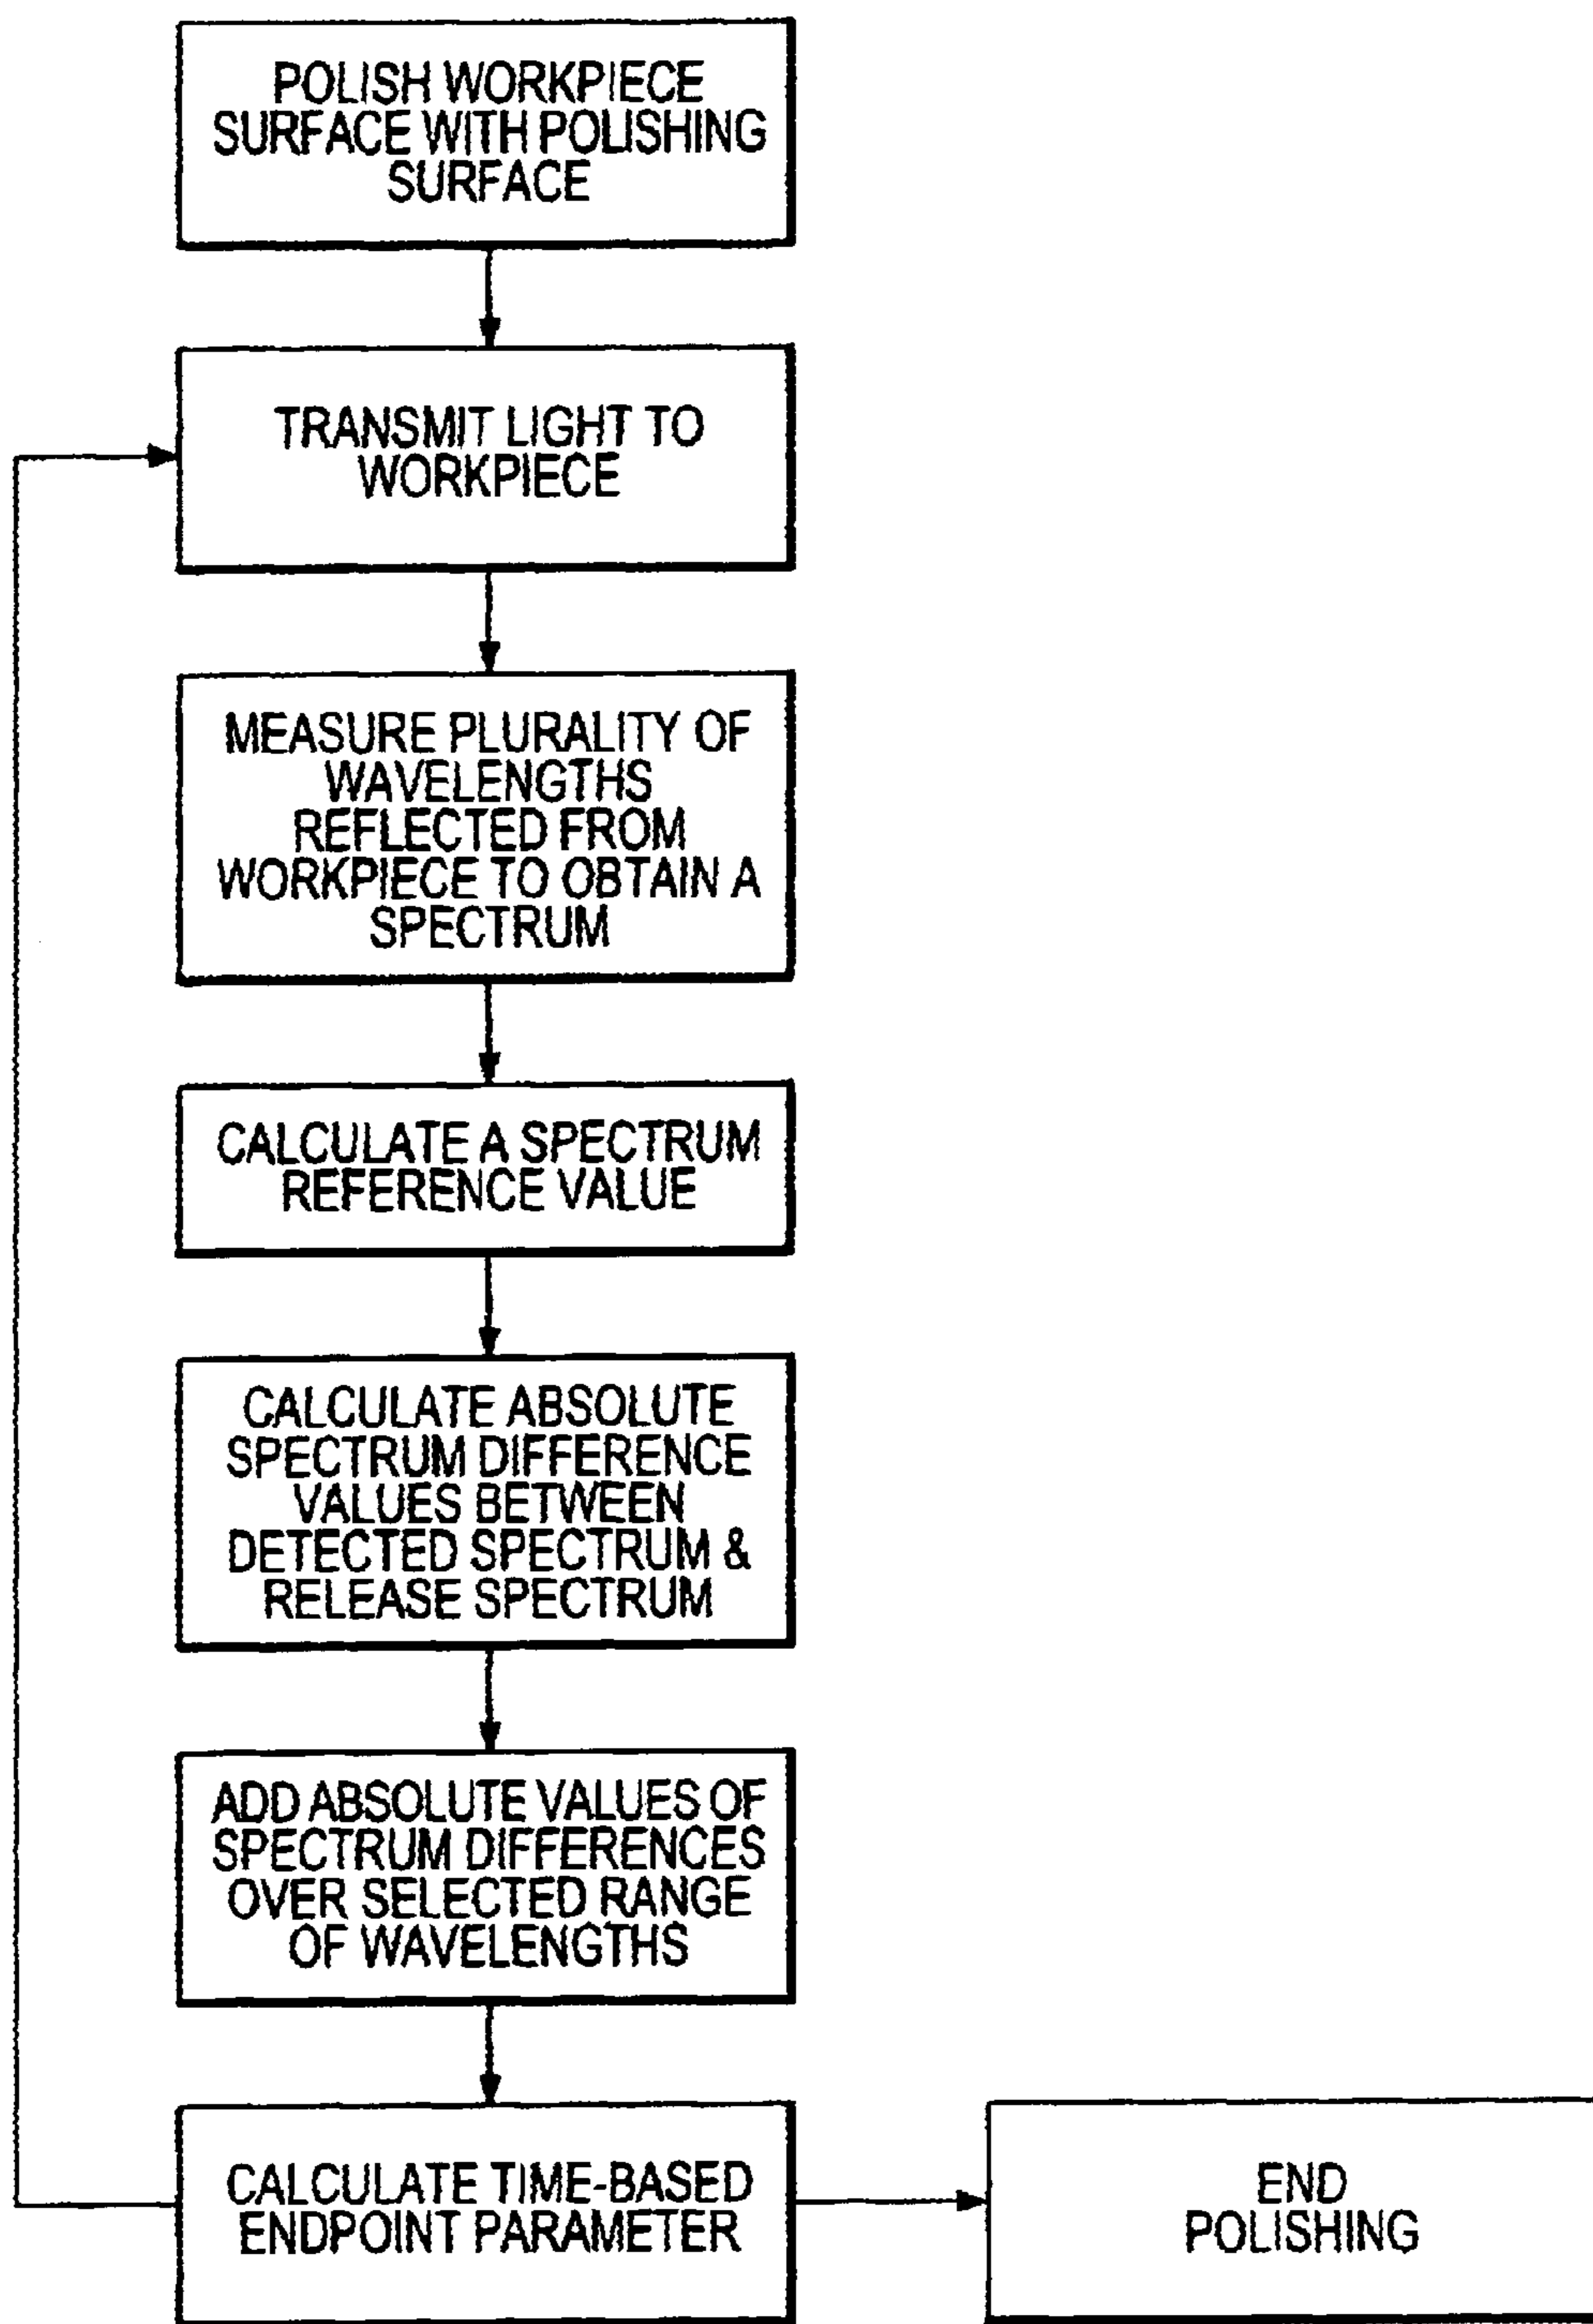 POLISH WORKPIECE
SURFACE WITH POLISHING
SURFACE
TRANSMIT LIGHT TO
WORKPIECE
MEASURE PLURALITY OF
WAVELENGTHS
REFLECTED FROM
WORKPIECE TO OBTAIN A
SPECTRUM
CALCULATE A SPECTRUM
REFERENCE VALUE
CALCULATE ABSOLUTE
SPECTRUM DIFFERENCE
VALUES BETWEEN
DETECTED SPECTRUM &
RELEASE SPECTRUM
ADD ABSOLUTE VALUES OF
SPECTRUM DIFFERENCES
OVER SELECTED RANGE
OF WAVELENGTHS
CALCULATE TIME-BASED
ENDPOINT PARAMETER
END
POLISHING